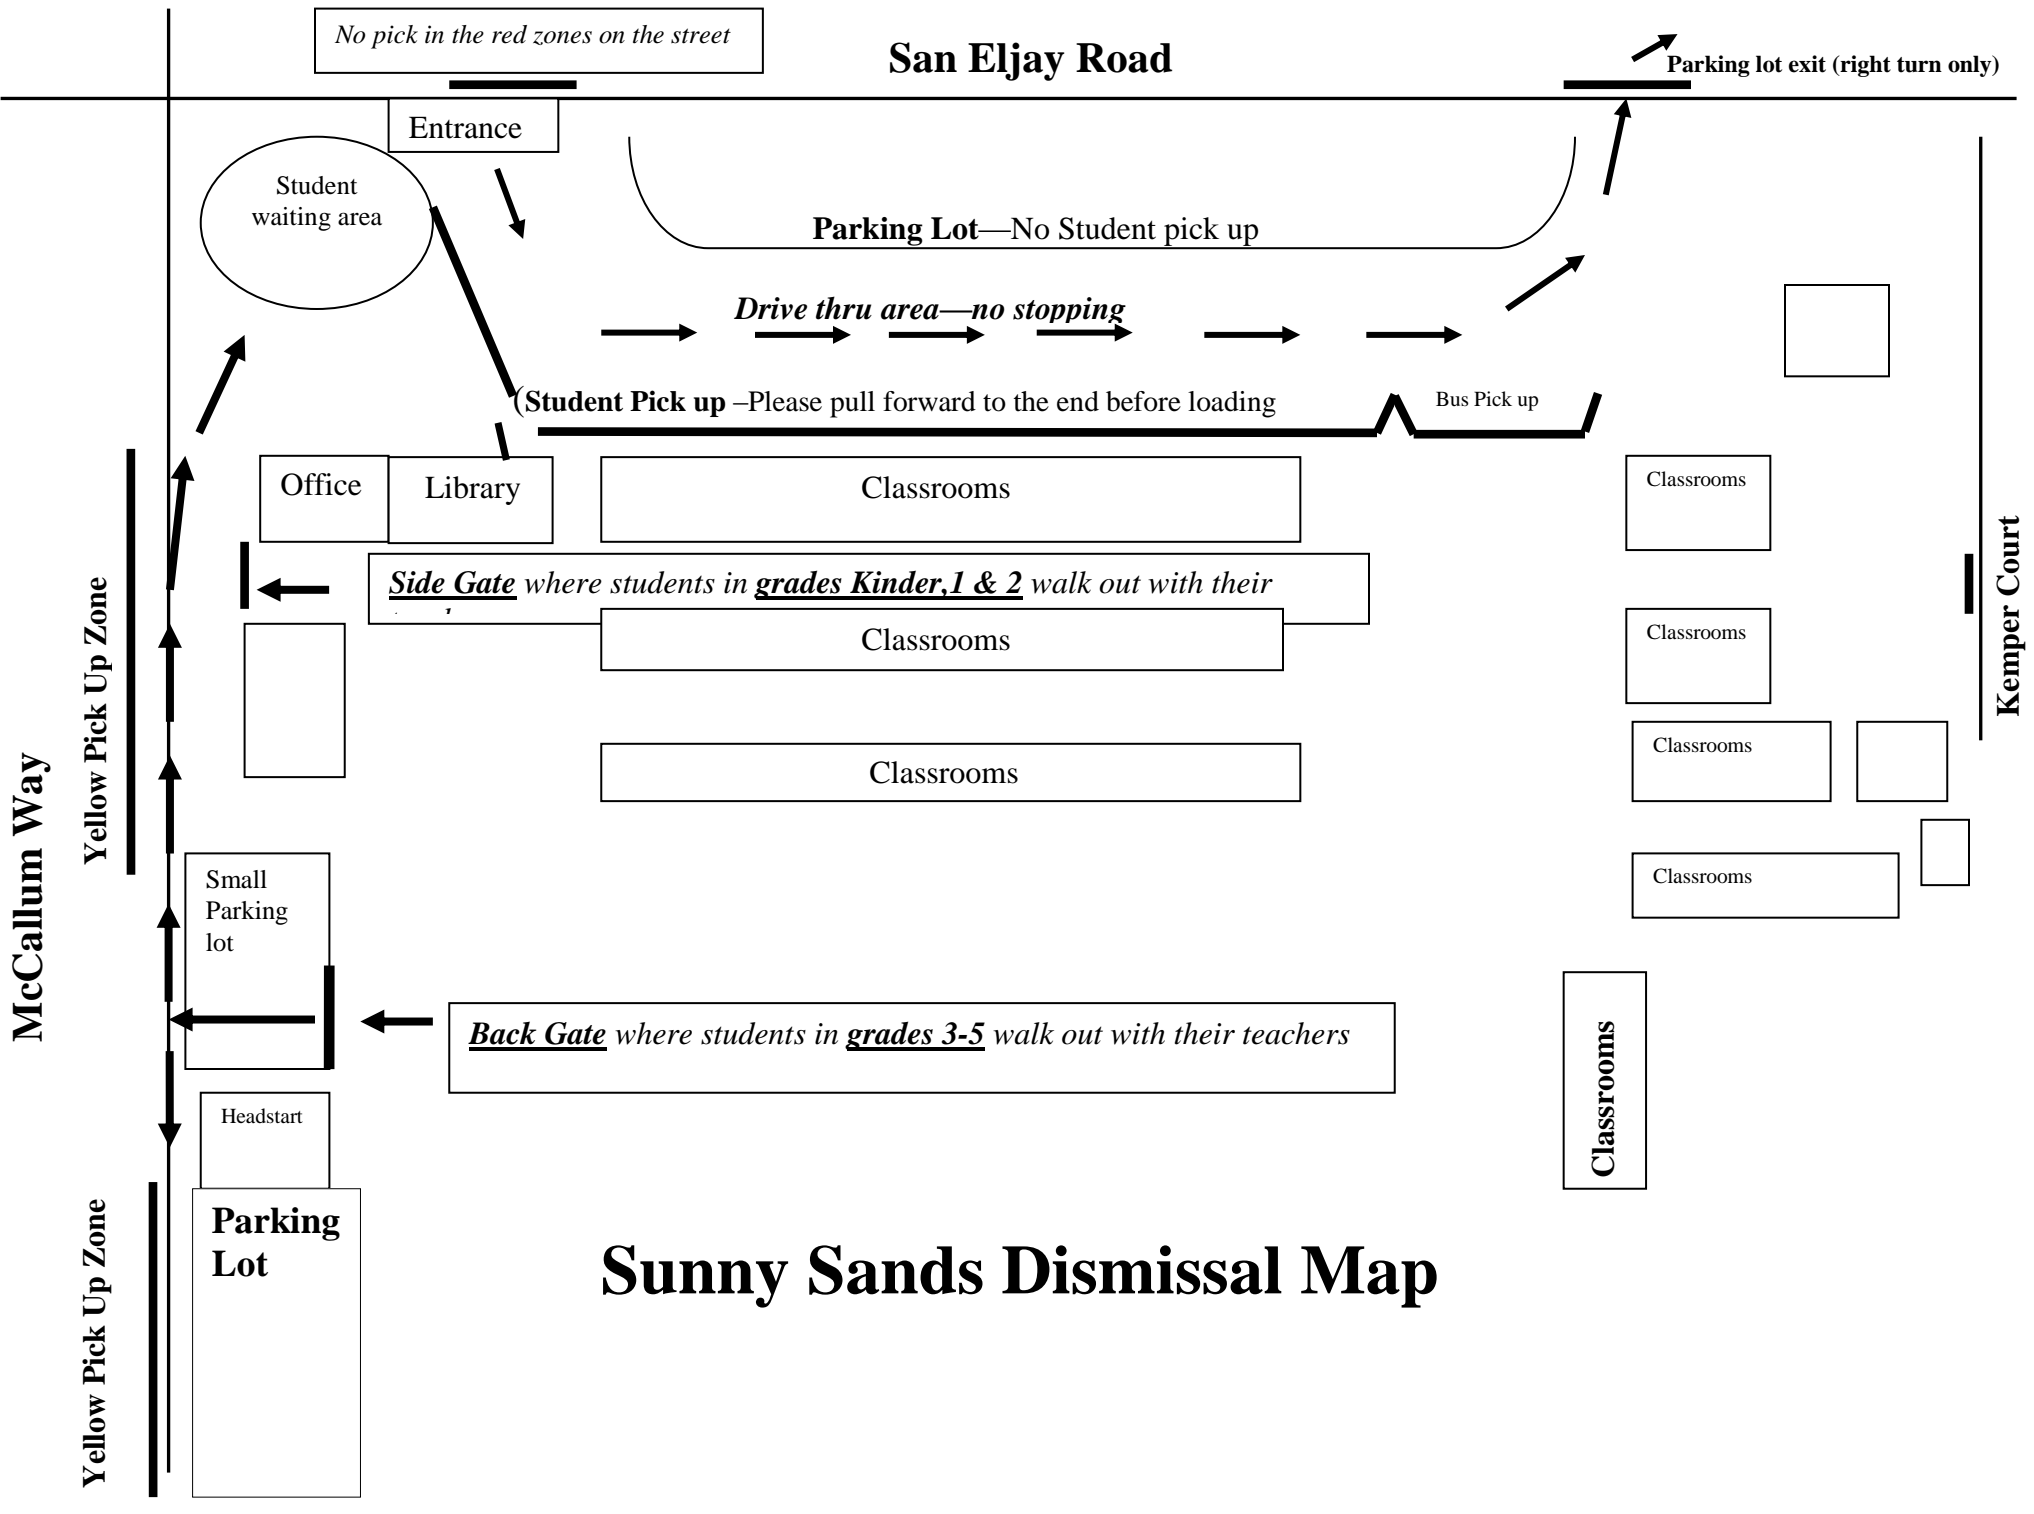 No pick in the red zones on the street
San Eljay Road
Parking lot exit (right turn only)
Entrance
Student
waiting area
Parking Lot—No Student pick up
Drive thru area—no stopping
(Student Pick up –Please pull forward to the end before loading
Bus Pick up
Office
Library
Classrooms
Classrooms
Side Gate where students in grades Kinder,1 & 2 walk out with their
Classrooms
Classrooms
Kemper Court
Yellow Pick Up Zone
McCallum Way
Classrooms
Classrooms
Small
Parking
lot
Classrooms
Back Gate where students in grades 3-5 walk out with their teachers
Classrooms
Headstart
Parking
Lot
Yellow Pick Up Zone
Sunny Sands Dismissal Map